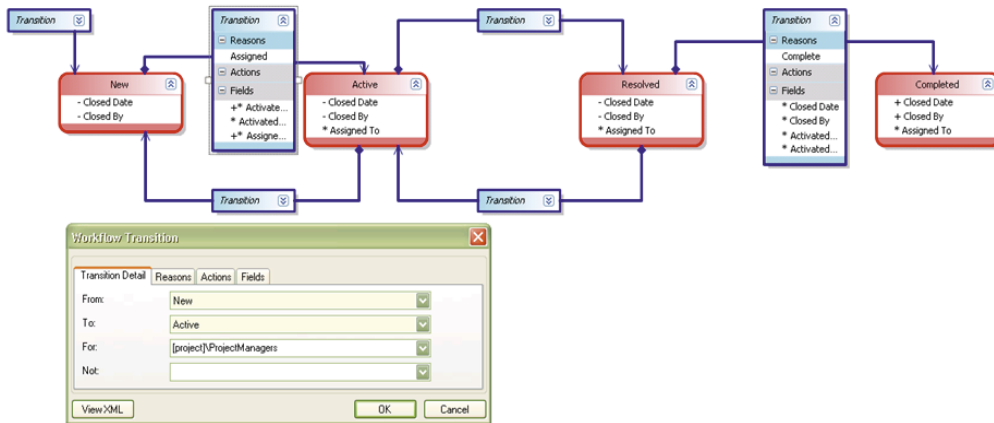 Transition
New
- Closed Date
- Closed By
Transition
Reasons
Assigned
Actions
Fields
+* Activate...
* Activated...
+* Assigne...
Active
- Closed Date
- Closed By
* Assigned To
Transition
Transition
Resolved
- Closed Date
- Closed By
* Assigned To
Transition
Transition
Reasons
Complete
Actions
Fields
* Closed Date
* Closed By
* Activated...
* Activated...
Completed
+ Closed Date
+ Closed By
* Assigned To
Workflow Transition
Transition Detail Reasons Actions Fields
From: New
To: Active
For: [project]\ProjectManagers
Not:
View XML OK Cancel